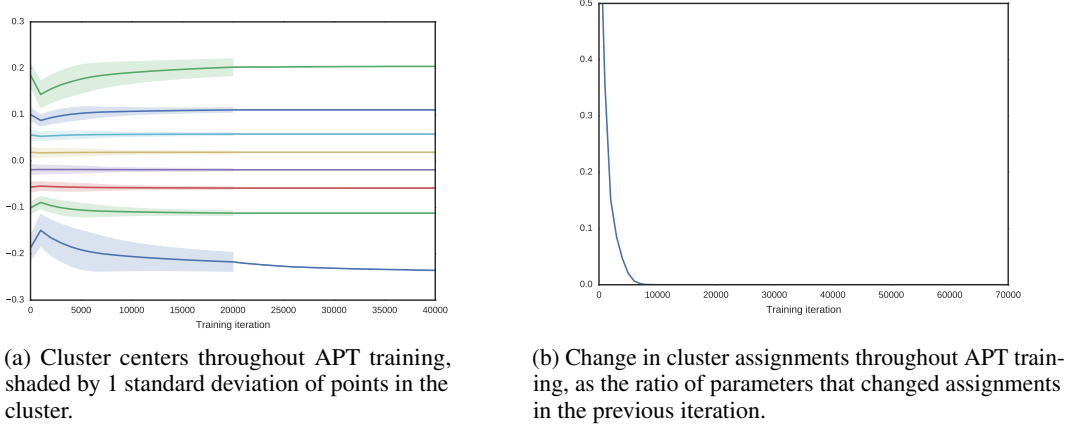 0.3
0.2
0.1
0.0
−0.1
−0.2
−0.3
0 5000 10000 15000 20000 25000 30000 35000 40000
Training iteration
(a) Cluster centers throughout APT training,
shaded by 1 standard deviation of points in the
cluster.
0.5
0.4
0.3
0.2
0.1
0.0
0 10000 20000 30000 40000 50000 60000 70000
Training iteration
(b) Change in cluster assignments throughout APT train-
ing, as the ratio of parameters that changed assignments
in the previous iteration.